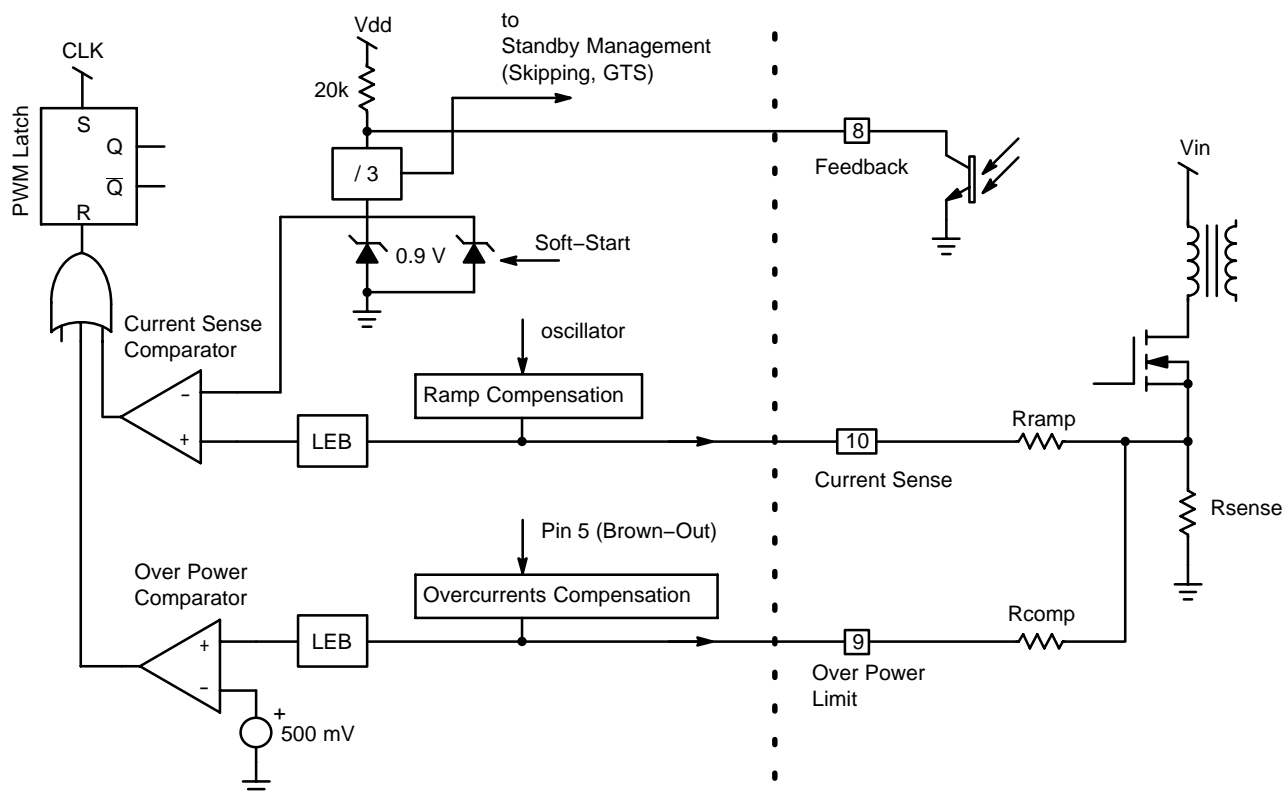 to
Vdd
Standby Management
(Skipping, GTS)
CLK
20k
PWM Latch
S
Q
Q
R
/ 3
8
Feedback
Vin
0.9 V
Soft−Start
Current Sense
Comparator
oscillator
Ramp Compensation
-
+
LEB
10
Rramp
Current Sense
Rsense
Pin 5 (Brown−Out)
Over Power
Comparator
Overcurrents Compensation
+
-
LEB
9
Rcomp
Over Power
Limit
+
500 mV